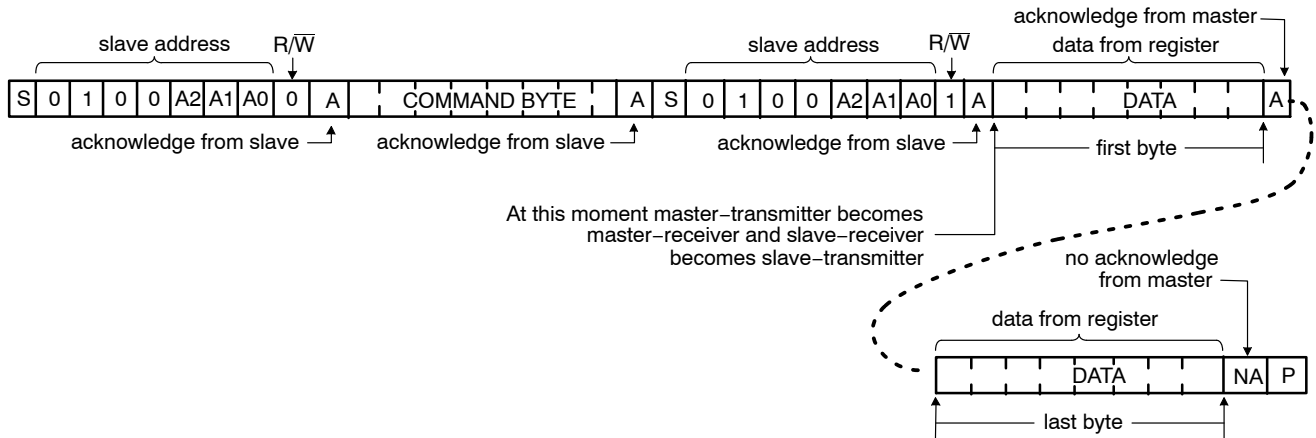 acknowledge from master
slave address R/W̅ slave address R/W̅ data from register
S 0 1 0 0 A2 A1 A0 0 A COMMAND BYTE A S 0 1 0 0 A2 A1 A0 1 A DATA A
acknowledge from slave acknowledge from slave acknowledge from slave first byte
At this moment master−transmitter becomes
master−receiver and slave−receiver
becomes slave−transmitter
no acknowledge
from master
data from register
DATA NA P
last byte